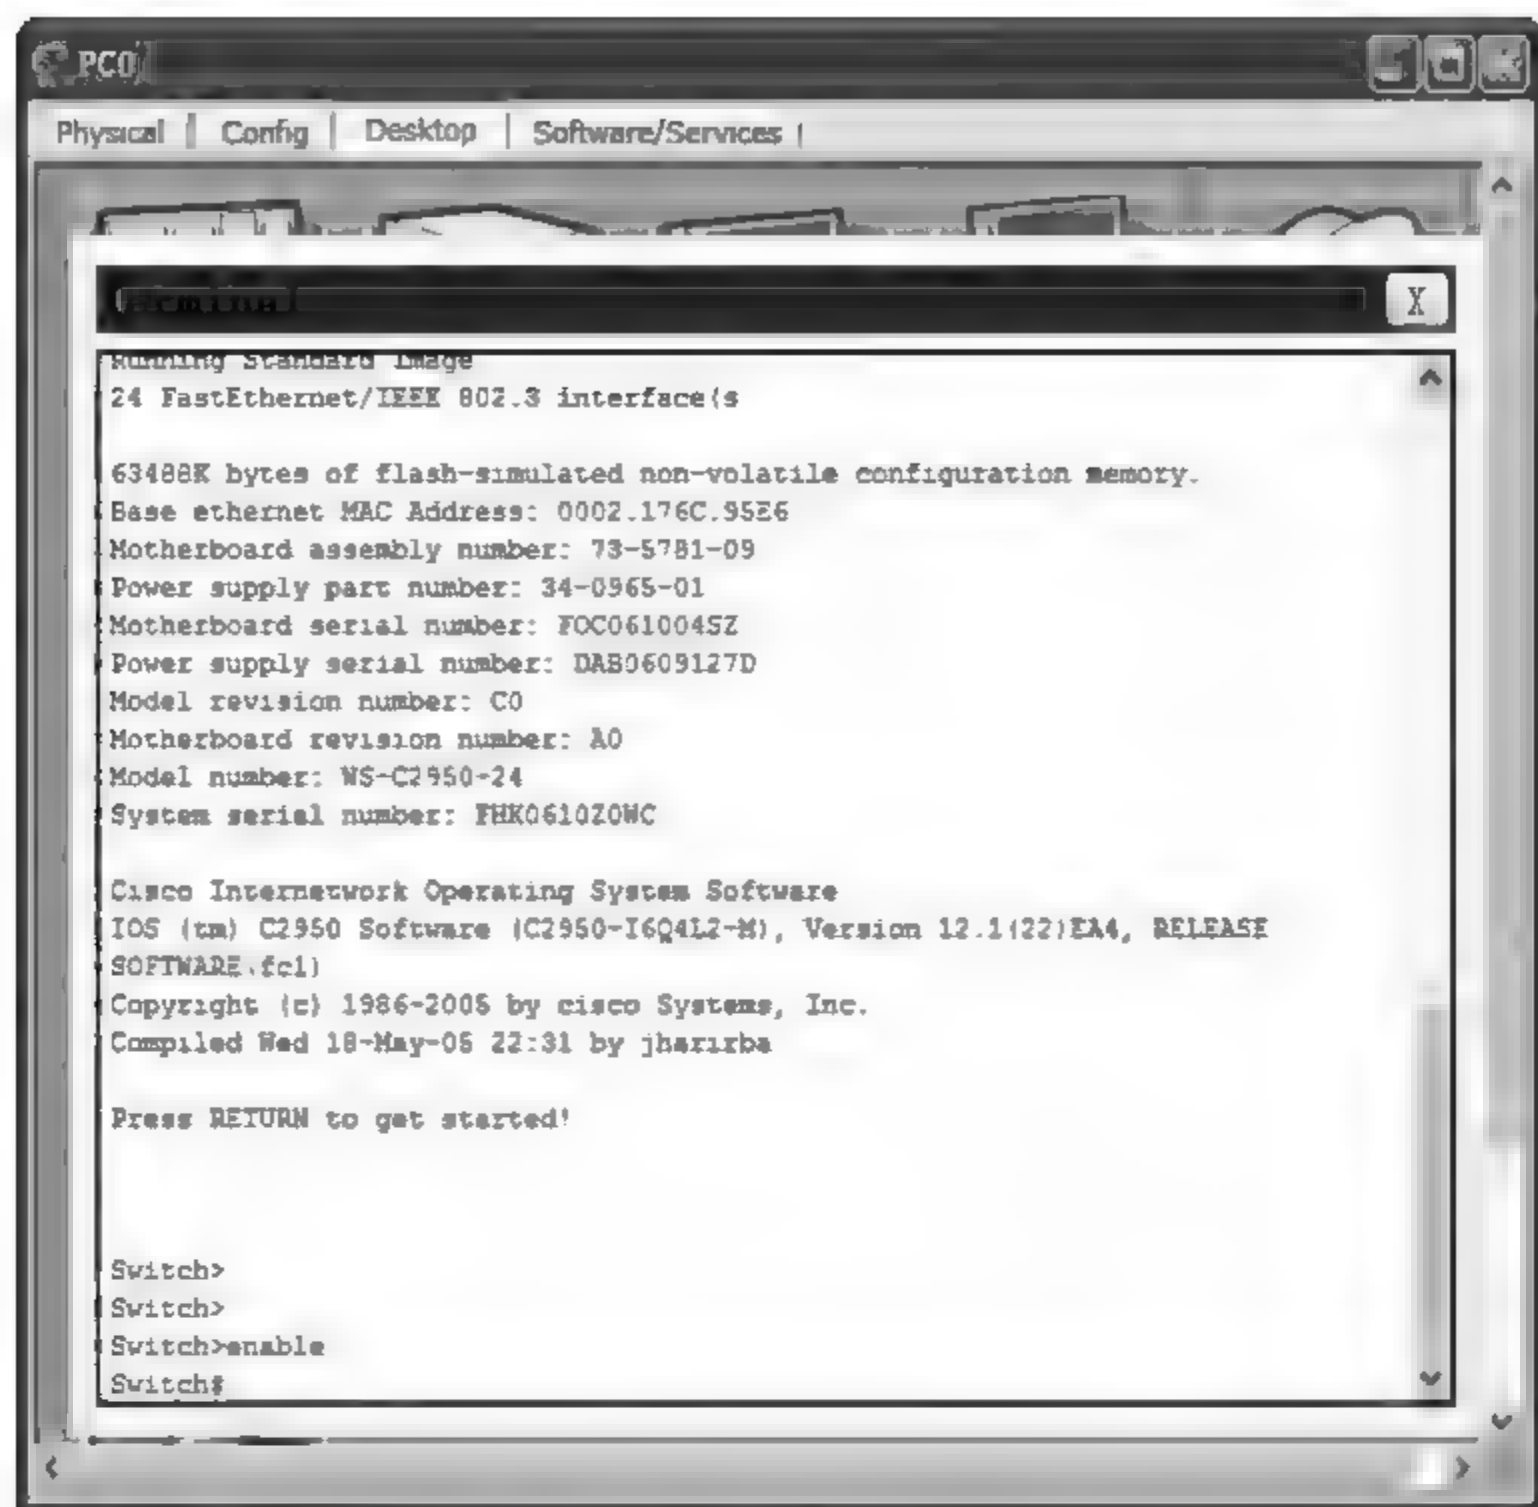 PC0
Physical Config Desktop Software/Services
Terminal
X
Running Standard Image
24 FastEthernet/IEEE 802.3 interface(s
63488K bytes of flash-simulated non-volatile configuration memory.
Base ethernet MAC Address: 0002.176C.95E6
Motherboard assembly number: 73-5781-09
Power supply part number: 34-0965-01
Motherboard serial number: FOC061004SZ
Power supply serial number: DAB0609127D
Model revision number: C0
Motherboard revision number: A0
Model number: WS-C2950-24
System serial number: FHK0610Z0WC
Cisco Internetwork Operating System Software
IOS (tm) C2950 Software (C2950-I6Q4L2-M), Version 12.1(22)EA4, RELEASE
SOFTWARE(fc1)
Copyright (c) 1986-2005 by cisco Systems, Inc.
Compiled Wed 18-May-05 22:31 by jharirba
Press RETURN to get started!
Switch>
Switch>
Switch>enable
Switch#